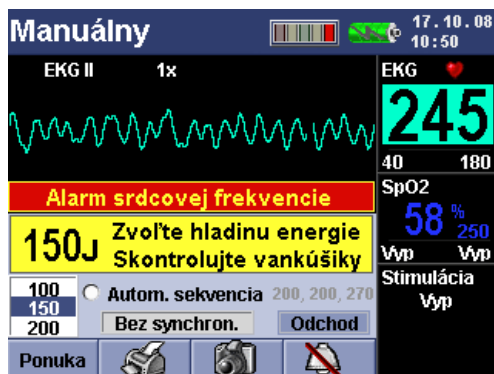 Manuálny
17.10.08
10:50
EKG II 1x
EKG
245
40 180
Alarm srdcovej frekvencie
SpO2
58 % 250
Vyp Vyp
150J Zvoľte hladinu energie
Skontrolujte vankúšiky
Stimulácia
Vyp
100
150
200
Autom. sekvencia 200, 200, 270
Bez synchron. Odchod
Ponuka